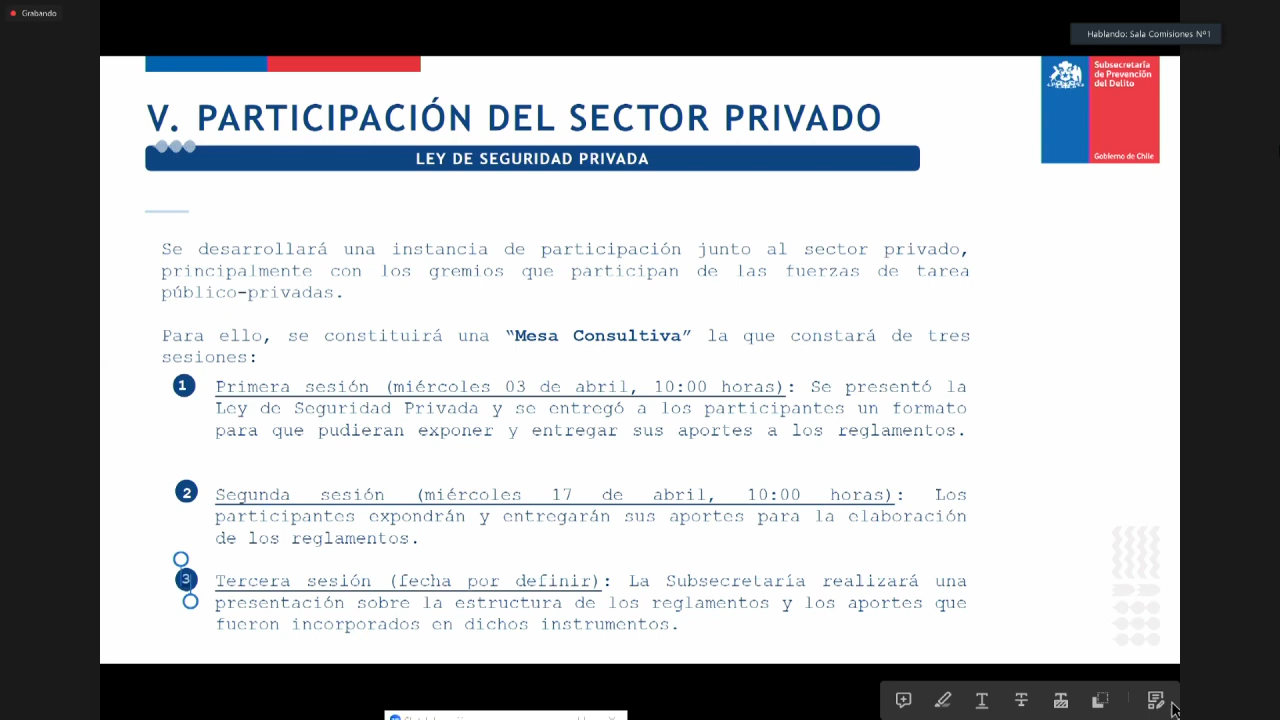 Grabando
Hablando: Sala Comisiones Nº1
Subsecretaría
de Prevención
del Delito
Gobierno de Chile
V. PARTICIPACIÓN DEL SECTOR PRIVADO
LEY DE SEGURIDAD PRIVADA
Se desarrollará una instancia de participación junto al sector privado,
principalmente con los gremios que participan de las fuerzas de tarea
público-privadas.
Para ello, se constituirá una “Mesa Consultiva” la que constará de tres
sesiones:
1 Primera sesión (miércoles 03 de abril, 10:00 horas): Se presentó la
Ley de Seguridad Privada y se entregó a los participantes un formato
para que pudieran exponer y entregar sus aportes a los reglamentos.
2 Segunda sesión (miércoles 17 de abril, 10:00 horas): Los
participantes expondrán y entregarán sus aportes para la elaboración
de los reglamentos.
3 Tercera sesión (fecha por definir): La Subsecretaría realizará una
presentación sobre la estructura de los reglamentos y los aportes que
fueron incorporados en dichos instrumentos.